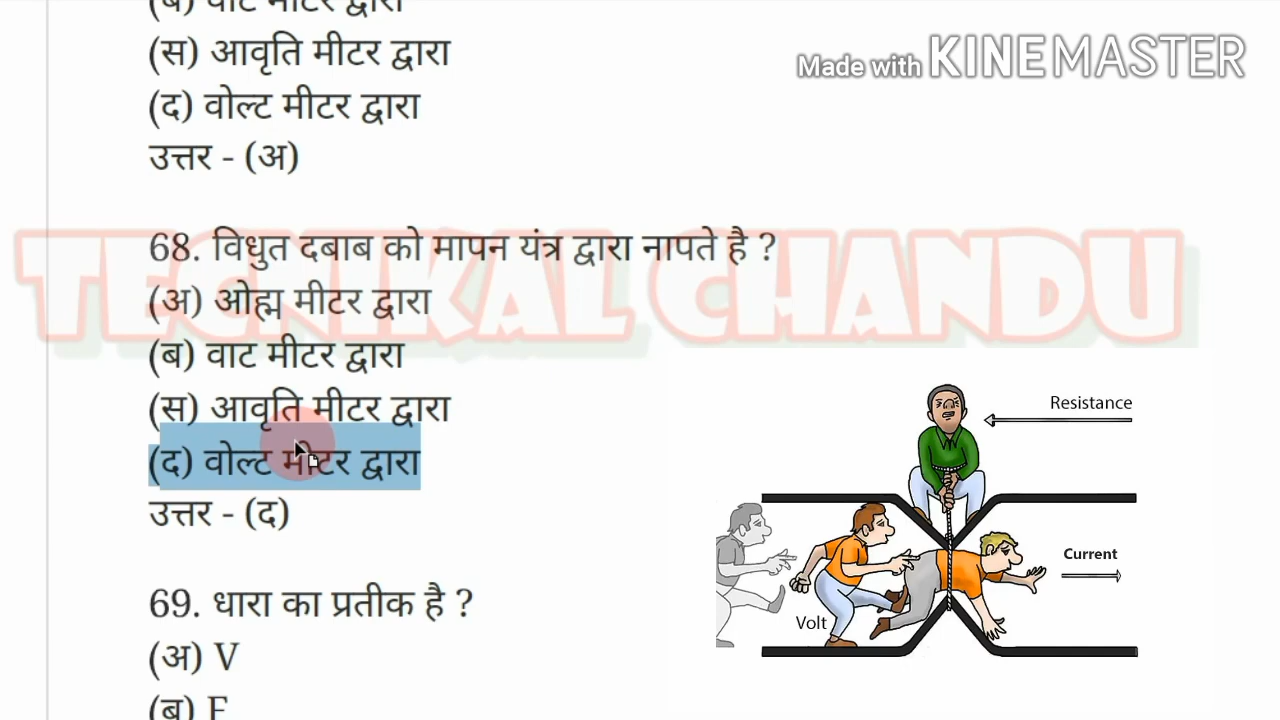 (ब) वाट मीटर द्वारा
(स) आवृति मीटर द्वारा
(द) वोल्ट मीटर द्वारा
उत्तर - (अ)
Made with KINEMASTER
68. विधुत दबाब को मापन यंत्र द्वारा नापते है ?
TECNIKAL CHANDU
(अ) ओह्म मीटर द्वारा
(ब) वाट मीटर द्वारा
(स) आवृति मीटर द्वारा
(द) वोल्ट मीटर द्वारा
उत्तर - (द)
Resistance
Current
Volt
69. धारा का प्रतीक है ?
(अ) V
(ब) F